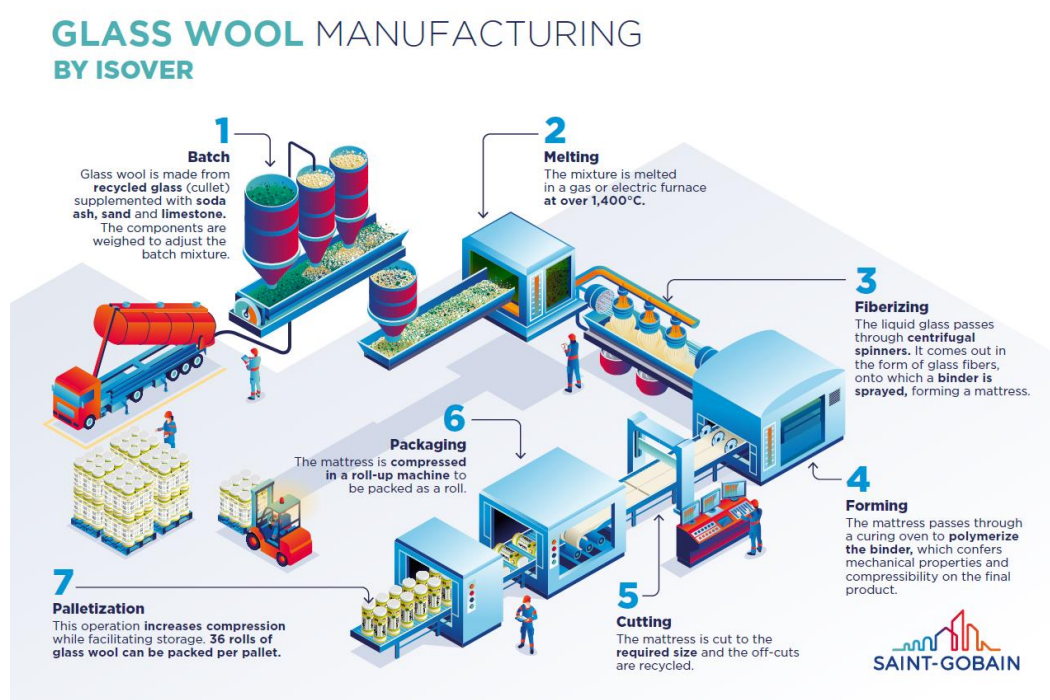 GLASS WOOL MANUFACTURING
BY ISOVER
1
Batch
Glass wool is made from
recycled glass (cullet)
supplemented with soda
ash, sand and limestone.
The components are
weighed to adjust the
batch mixture.
2
Melting
The mixture is melted
in a gas or electric furnace
at over 1,400°C.
3
Fiberizing
The liquid glass passes
through centrifugal
spinners. It comes out in
the form of glass fibers,
onto which a binder is
sprayed, forming a mattress.
4
Forming
The mattress passes through
a curing oven to polymerize
the binder, which confers
mechanical properties and
compressibility on the final
product.
5
Cutting
The mattress is cut to the
required size and the off-cuts
are recycled.
6
Packaging
The mattress is compressed
in a roll-up machine to
be packed as a roll.
7
Palletization
This operation increases compression
while facilitating storage. 36 rolls of
glass wool can be packed per pallet.
SAINT-GOBAIN